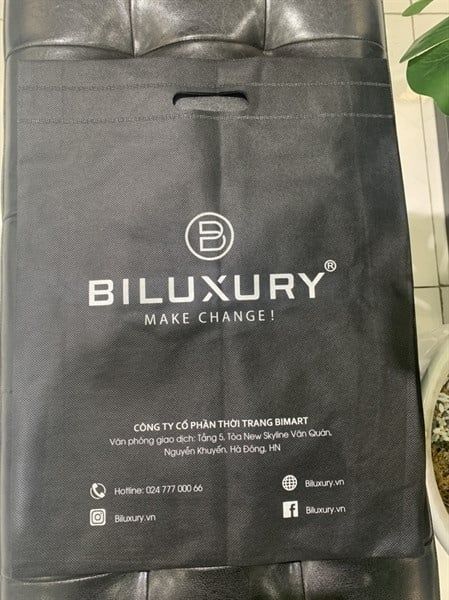 B
BILUXURY®
MAKE CHANGE!
CÔNG TY CỔ PHẦN THỜI TRANG BIMART
Văn phòng giao dịch: Tầng 5, Tòa New Skyline Văn Quán,
Nguyễn Khuyến, Hà Đông, HN
Hotline: 024 777 000 66
Biluxury.vn
Biluxury.vn
f Biluxury.vn